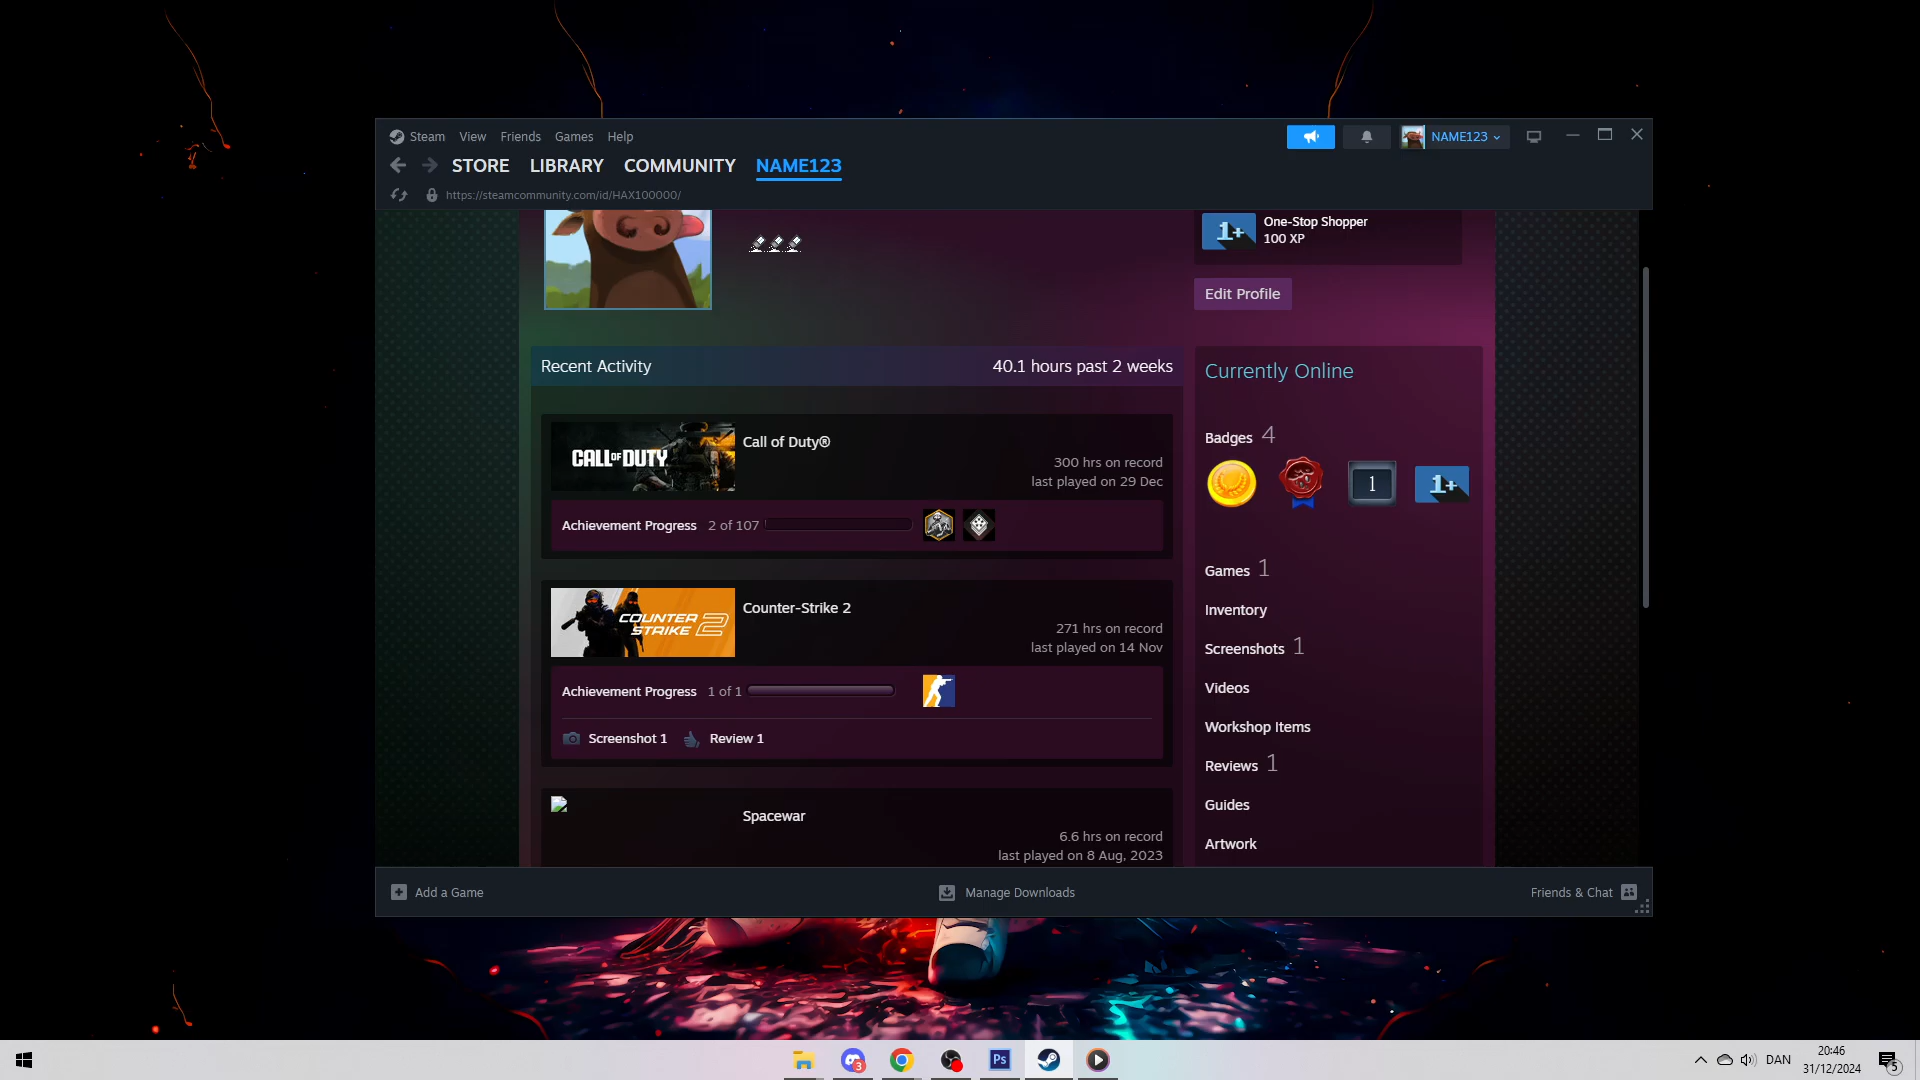 Steam View Friends Games Help
NAME123
STORE LIBRARY COMMUNITY NAME123
https://steamcommunity.com/id/HAX100000/
1+
One-Stop Shopper
100 XP
Edit Profile
Recent Activity
40.1 hours past 2 weeks
CALL OF DUTY
Call of Duty®
300 hrs on record
last played on 29 Dec
Achievement Progress 2 of 107
COUNTER
STRIKE 2
Counter-Strike 2
271 hrs on record
last played on 14 Nov
Achievement Progress 1 of 1
Screenshot 1 Review 1
Spacewar
6.6 hrs on record
last played on 8 Aug, 2023
Currently Online
Badges 4
1 1+
Games 1
Inventory
Screenshots 1
Videos
Workshop Items
Reviews 1
Guides
Artwork
Add a Game
Manage Downloads
Friends & Chat
3
Ps
DAN
20:46
31/12/2024
5